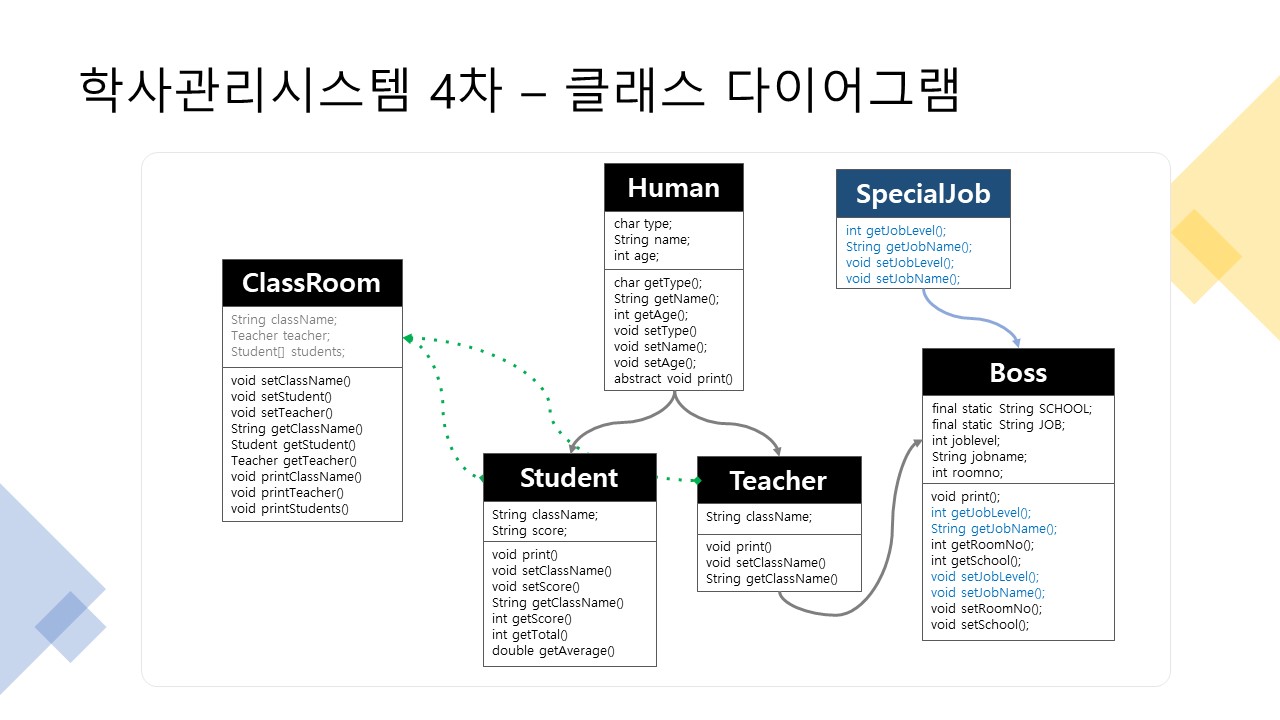 학사관리시스템 4차 – 클래스 다이어그램
ClassRoom
String className;
Teacher teacher;
Student[] students;
void setClassName()
void setStudent()
void setTeacher()
String getClassName()
Student getStudent()
Teacher getTeacher()
void printClassName()
void printTeacher()
void printStudents()
Human
char type;
String name;
int age;
char getType();
String getName();
int getAge();
void setType()
void setName();
void setAge();
abstract void print()
Student
String className;
String score;
void print()
void setClassName()
void setScore()
String getClassName()
int getScore()
int getTotal()
double getAverage()
Teacher
String className;
void print()
void setClassName()
String getClassName()
SpecialJob
int getJobLevel();
String getJobName();
void setJobLevel();
void setJobName();
Boss
final static String SCHOOL;
final static String JOB;
int joblevel;
String jobname;
int roomno;
void print();
int getJobLevel();
String getJobName();
int getRoomNo();
int getSchool();
void setJobLevel();
void setJobName();
void setRoomNo();
void setSchool();